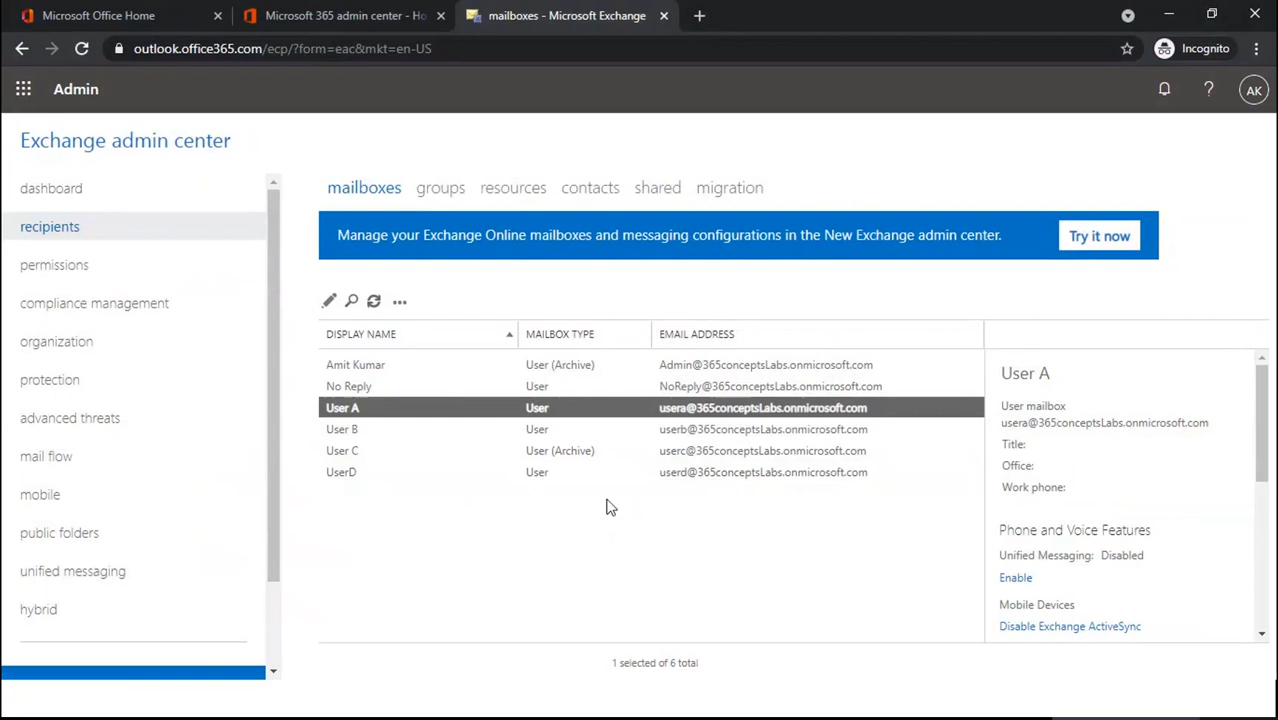 Microsoft Office Home
Microsoft 365 admin center - Ho
mailboxes - Microsoft Exchange
outlook.office365.com/ecp/?form=eac&mkt=en-US
Incognito
Admin
AK
Exchange admin center
dashboard
recipients
permissions
compliance management
organization
protection
advanced threats
mail flow
mobile
public folders
unified messaging
hybrid
mailboxes groups resources contacts shared migration
Manage your Exchange Online mailboxes and messaging configurations in the New Exchange admin center. Try it now
DISPLAY NAME MAILBOX TYPE EMAIL ADDRESS
Amit Kumar User (Archive) Admin@365conceptsLabs.onmicrosoft.com
No Reply User NoReply@365conceptsLabs.onmicrosoft.com
User A User usera@365conceptsLabs.onmicrosoft.com
User B User userb@365conceptsLabs.onmicrosoft.com
User C User (Archive) userc@365conceptsLabs.onmicrosoft.com
UserD User userd@365conceptsLabs.onmicrosoft.com
1 selected of 6 total
User A
User mailbox
usera@365conceptsLabs.onmicrosoft.com
Title:
Office:
Work phone:
Phone and Voice Features
Unified Messaging: Disabled
Enable
Mobile Devices
Disable Exchange ActiveSync